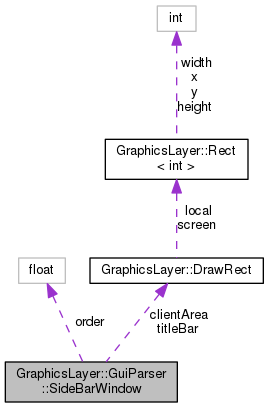 int
width
x
y
height
GraphicsLayer::Rect
< int >
local
screen
float
GraphicsLayer::DrawRect
order
clientArea
titleBar
GraphicsLayer::GuiParser
::SideBarWindow